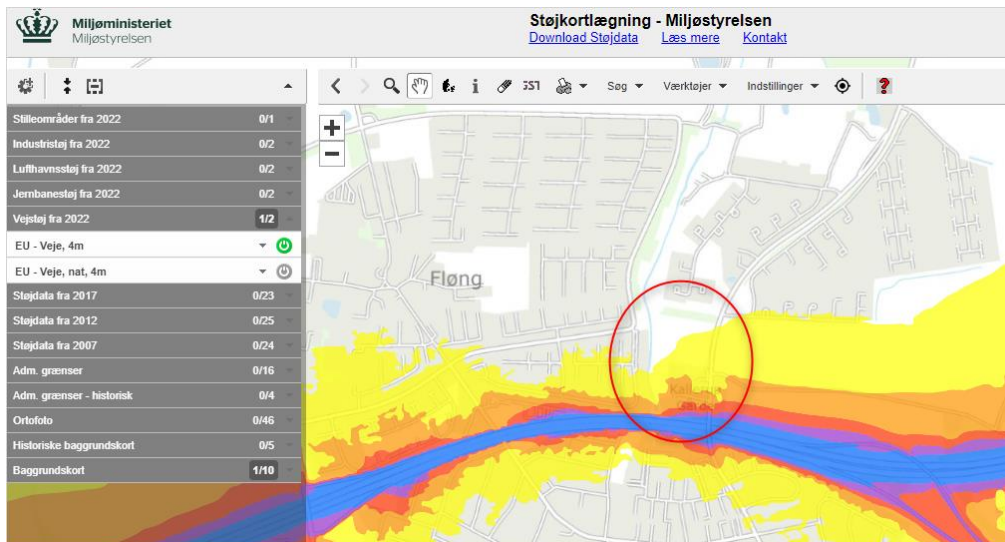 Miljøministeriet
Miljøstyrelsen
Støjkortlægning - Miljøstyrelsen
Download Støjdata Læs mere Kontakt
Søg Værktøjer Indstillinger ?
Stilleområder fra 2022 0/1
Industristøj fra 2022 0/2
Lufthavnsstøj fra 2022 0/2
Jernbanestøj fra 2022 0/2
Vejstøj fra 2022 1/2
EU - Veje, 4m
EU - Veje, nat, 4m
Støjdata fra 2017 0/23
Støjdata fra 2012 0/25
Støjdata fra 2007 0/24
Adm. grænser 0/16
Adm. grænser - historisk 0/4
Ortofoto 0/46
Historiske baggrundskort 0/5
Baggrundskort 1/10
Fløng